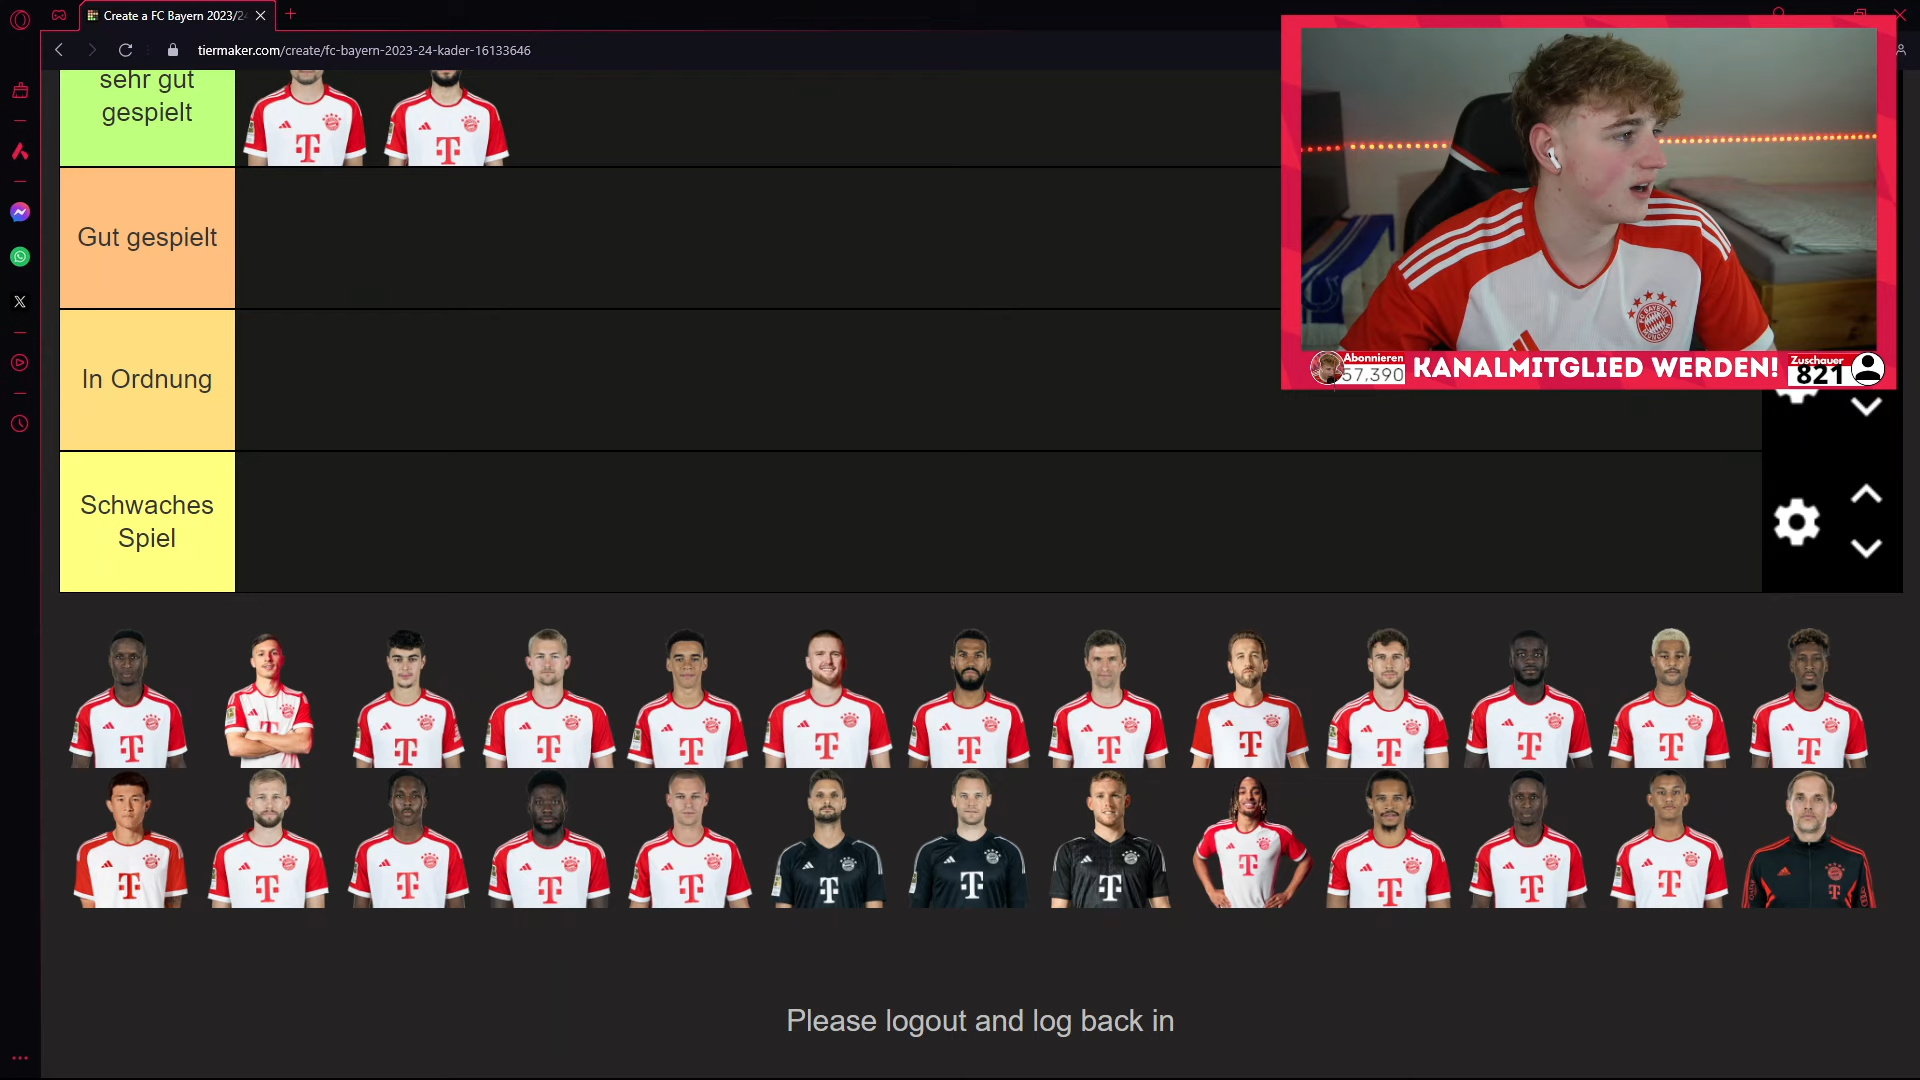 Create a FC Bayern 2023/24
tiermaker.com/create/fc-bayern-2023-24-kader-16133646
sehr gut
gespielt
Gut gespielt
In Ordnung
Schwaches
Spiel
Abonnieren
57,390
KANALMITGLIED WERDEN!
Zuschauer
821
Please logout and log back in